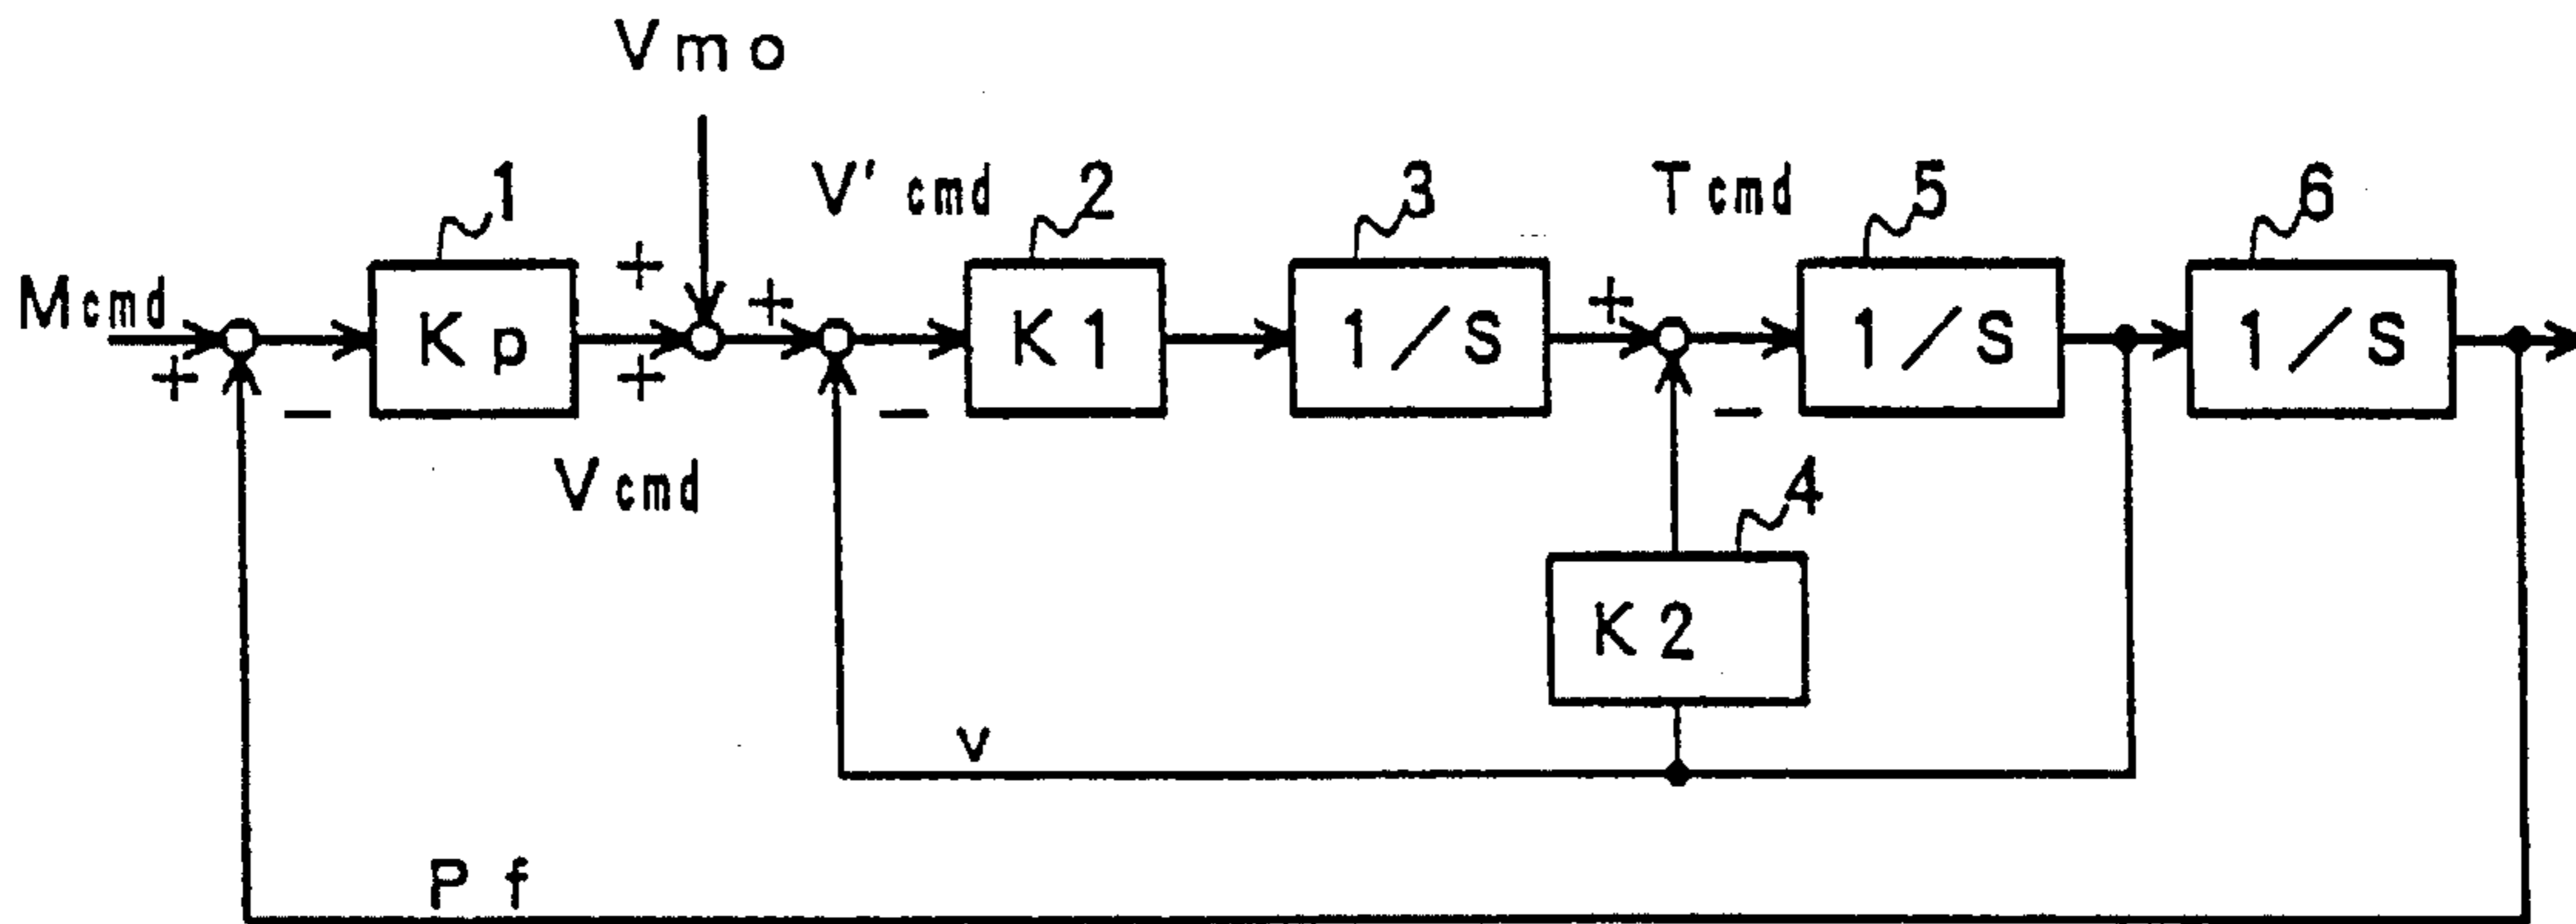 Vmo
1
V'cmd
2
3
Tcmd
5
6
Mcmd
+
−
Kp
+
+
Vcmd
+
−
K1
1/S
+
−
1/S
1/S
4
K2
v
Pf